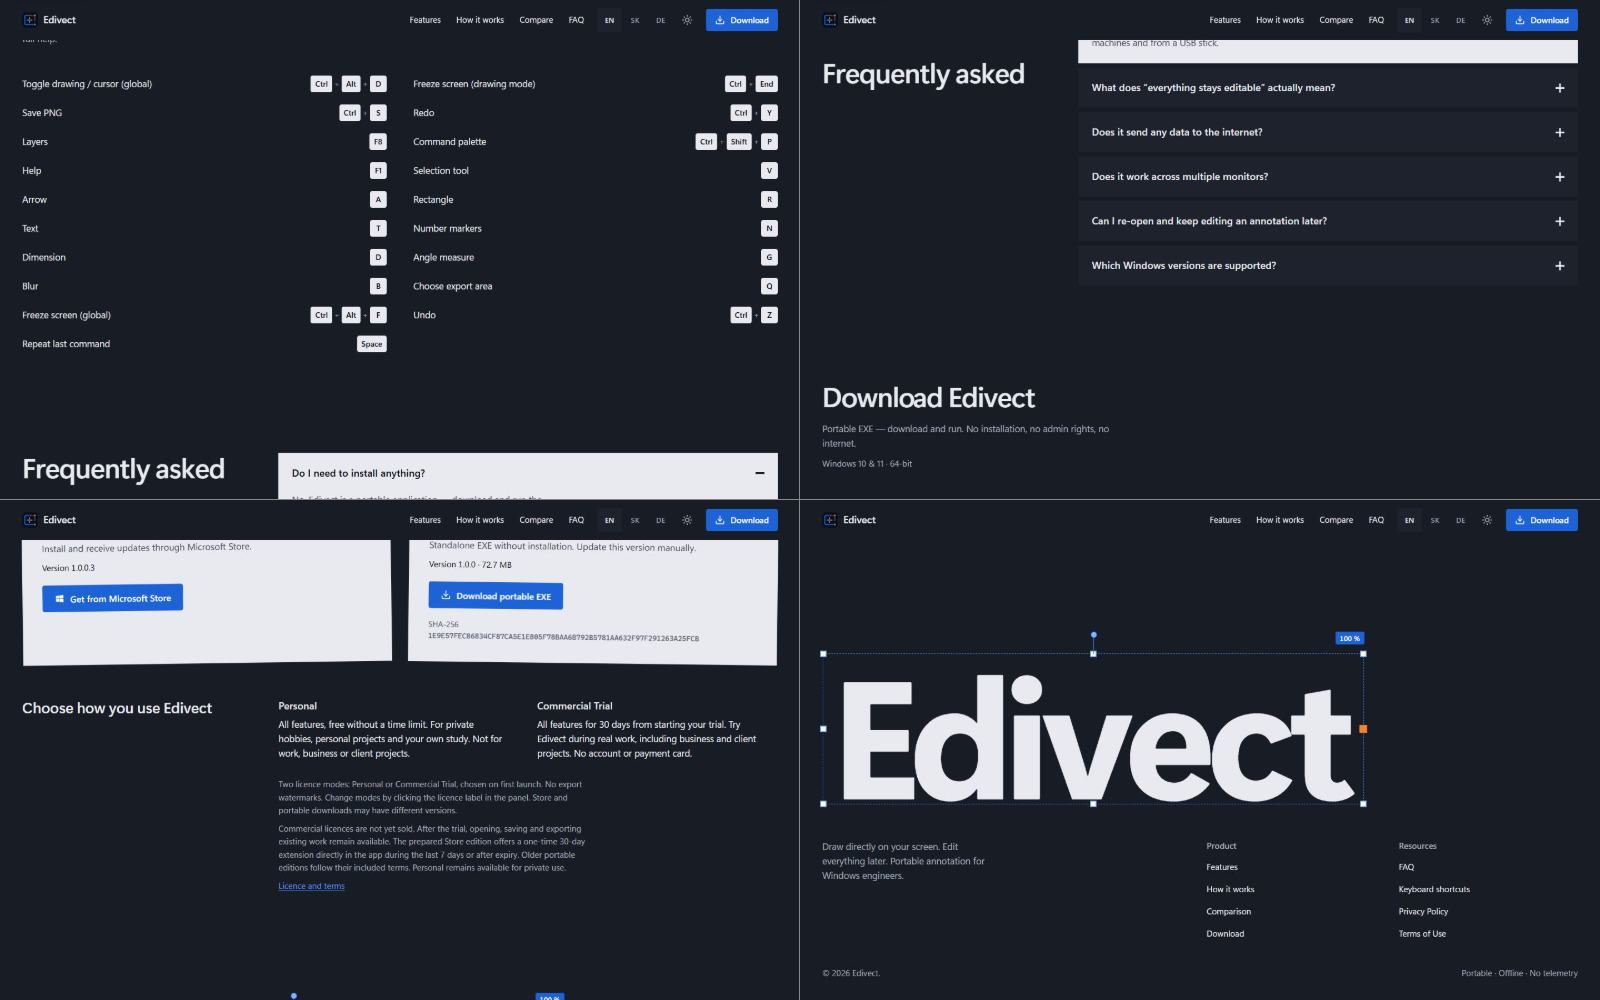 Edivect
Features How it works Compare FAQ EN SK DE Download
full help.
Toggle drawing / cursor (global) Ctrl + Alt + D
Freeze screen (drawing mode) Ctrl + End
Save PNG Ctrl + S
Redo Ctrl + Y
Layers F8
Command palette Ctrl + Shift + P
Help F1
Selection tool V
Arrow A
Rectangle R
Text T
Number markers N
Dimension D
Angle measure G
Blur B
Choose export area Q
Freeze screen (global) Ctrl + Alt + F
Undo Ctrl + Z
Repeat last command Space
Frequently asked
Do I need to install anything?
No. Edivect is a portable application — download and run the
Edivect
Features How it works Compare FAQ EN SK DE Download
machines and from a USB stick.
Frequently asked
What does “everything stays editable” actually mean?
Does it send any data to the internet?
Does it work across multiple monitors?
Can I re-open and keep editing an annotation later?
Which Windows versions are supported?
Download Edivect
Portable EXE — download and run. No installation, no admin rights, no
internet.
Windows 10 & 11 · 64-bit
Edivect
Features How it works Compare FAQ EN SK DE Download
Install and receive updates through Microsoft Store.
Version 1.0.0.3
Get from Microsoft Store
Standalone EXE without installation. Update this version manually.
Version 1.0.0 · 72.7 MB
Download portable EXE
SHA-256
Choose how you use Edivect
Personal
All features, free without a time limit. For private
hobbies, personal projects and your own study. Not for
work, business or client projects.
Commercial Trial
All features for 30 days from starting your trial. Try
Edivect during real work, including business and client
projects. No account or payment card.
Two licence modes: Personal or Commercial Trial, chosen on first launch. No export
watermarks. Change modes by clicking the licence label in the panel. Store and
portable downloads may have different versions.
Commercial licences are not yet sold. After the trial, opening, saving and exporting
existing work remain available. The prepared Store edition offers a one-time 30-day
extension directly in the app during the last 7 days or after expiry. Older portable
editions follow their included terms. Personal remains available for private use.
Licence and terms
100 %
Edivect
Features How it works Compare FAQ EN SK DE Download
100 %
Edivect
Draw directly on your screen. Edit
everything later. Portable annotation for
Windows engineers.
Product
Features
How it works
Comparison
Download
Resources
FAQ
Keyboard shortcuts
Privacy Policy
Terms of Use
© 2026 Edivect.
Portable · Offline · No telemetry